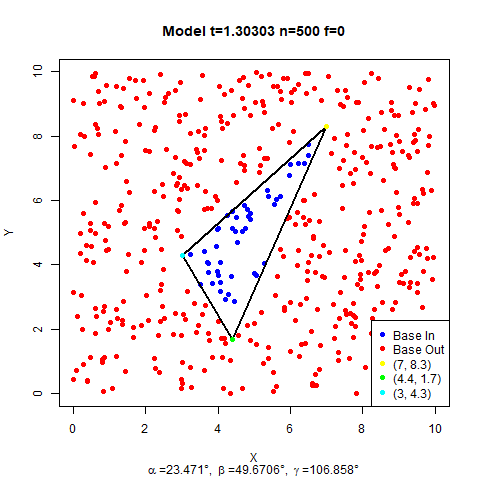 Model t=1.30303 n=500 f=0
10
8
6
4
2
0
Y
Base In
Base Out
(7, 8.3)
(4.4, 1.7)
(3, 4.3)
0 2 4 6 8 10
X
α=23.471°, β=49.6706°, γ=106.858°